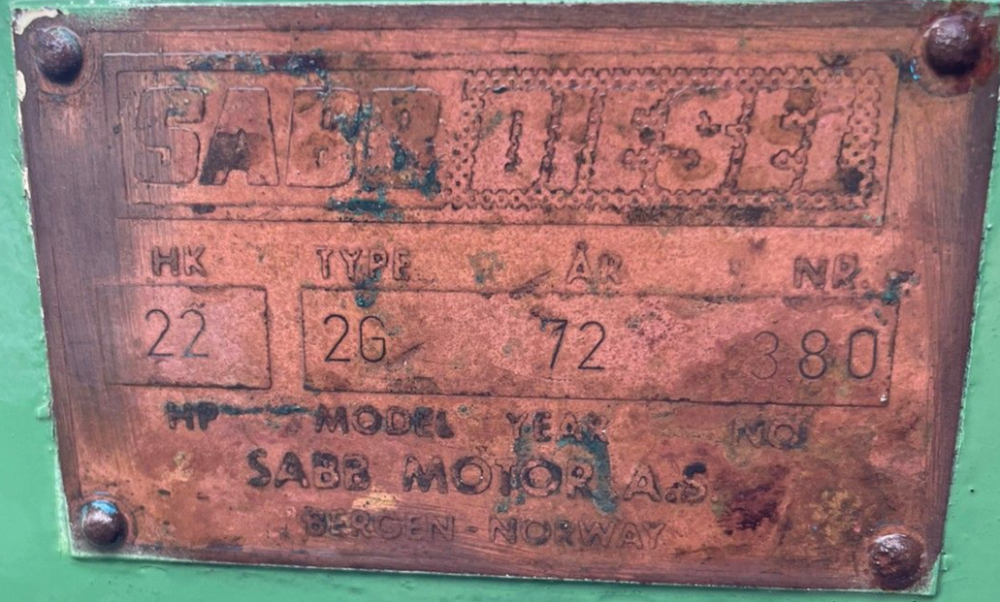 SABB DIESEL
HK TYPE ÅR NR.
22 2G 72 380
HP MODEL YEAR NO.
SABB MOTOR A.S.
BERGEN - NORWAY